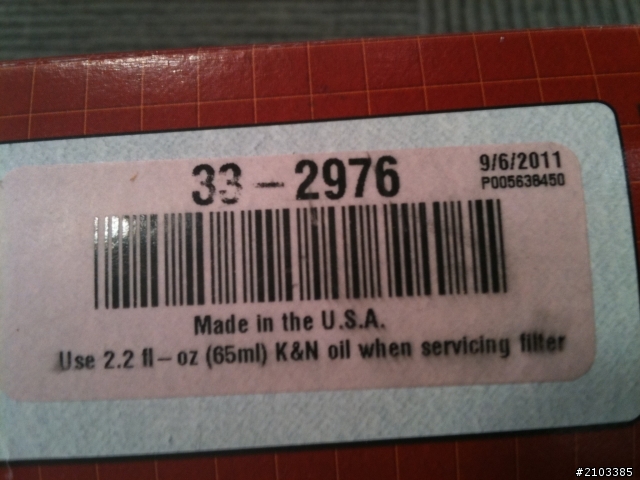 33-2976
9/6/2011
P005638450
Made in the U.S.A.
Use 2.2 fl-oz (65ml) K&N oil when servicing filter
#2103385